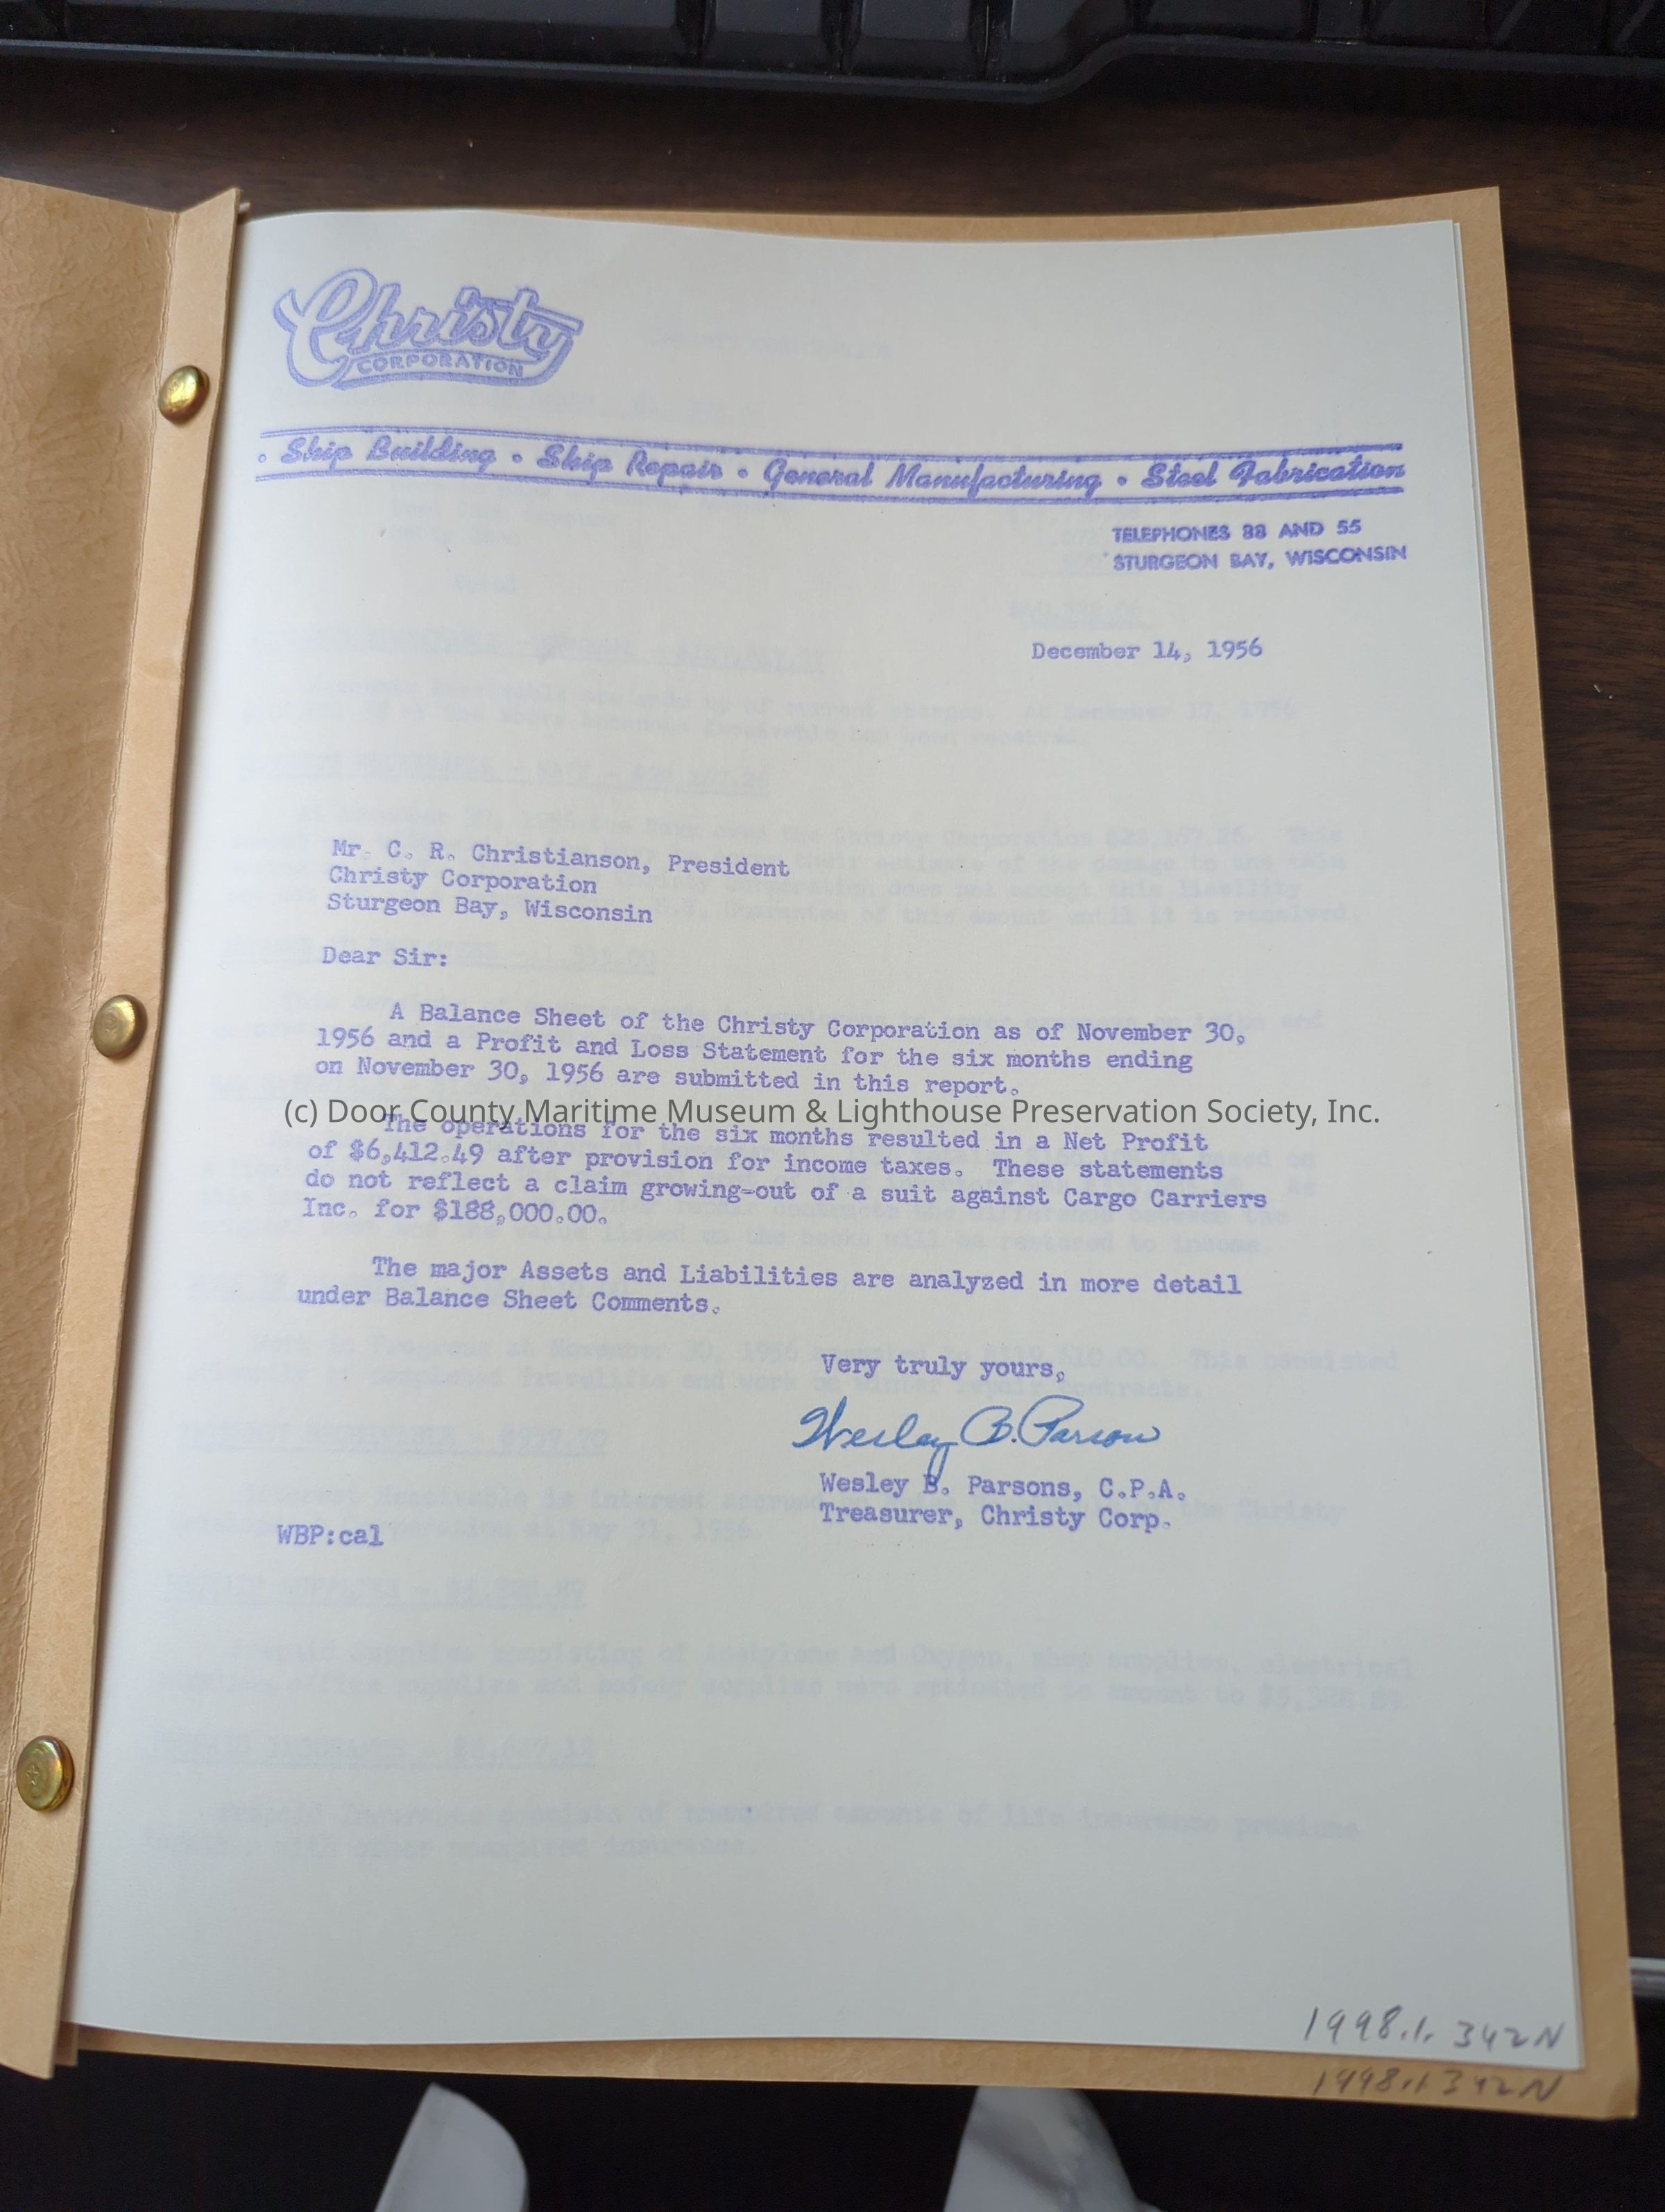 Christy
CORPORATION
• Ship Building • Ship Repair • General Manufacturing • Steel Fabrication
TELEPHONES 88 AND 55
STURGEON BAY, WISCONSIN
December 14, 1956
Mr. C. R. Christianson, President
Christy Corporation
Sturgeon Bay, Wisconsin
Dear Sir:
A Balance Sheet of the Christy Corporation as of November 30,
1956 and a Profit and Loss Statement for the six months ending
on November 30, 1956 are submitted in this report.
(c) Door County Maritime Museum & Lighthouse Preservation Society, Inc.
The operations for the six months resulted in a Net Profit
of $6,412.49 after provision for income taxes. These statements
do not reflect a claim growing-out of a suit against Cargo Carriers
Inc. for $188,000.00.
The major Assets and Liabilities are analyzed in more detail
under Balance Sheet Comments.
Very truly yours,
Wesley B. Parsons
Wesley B. Parsons, C.P.A.
Treasurer, Christy Corp.
WBP:cal
1998.1.342N
1998.1342N